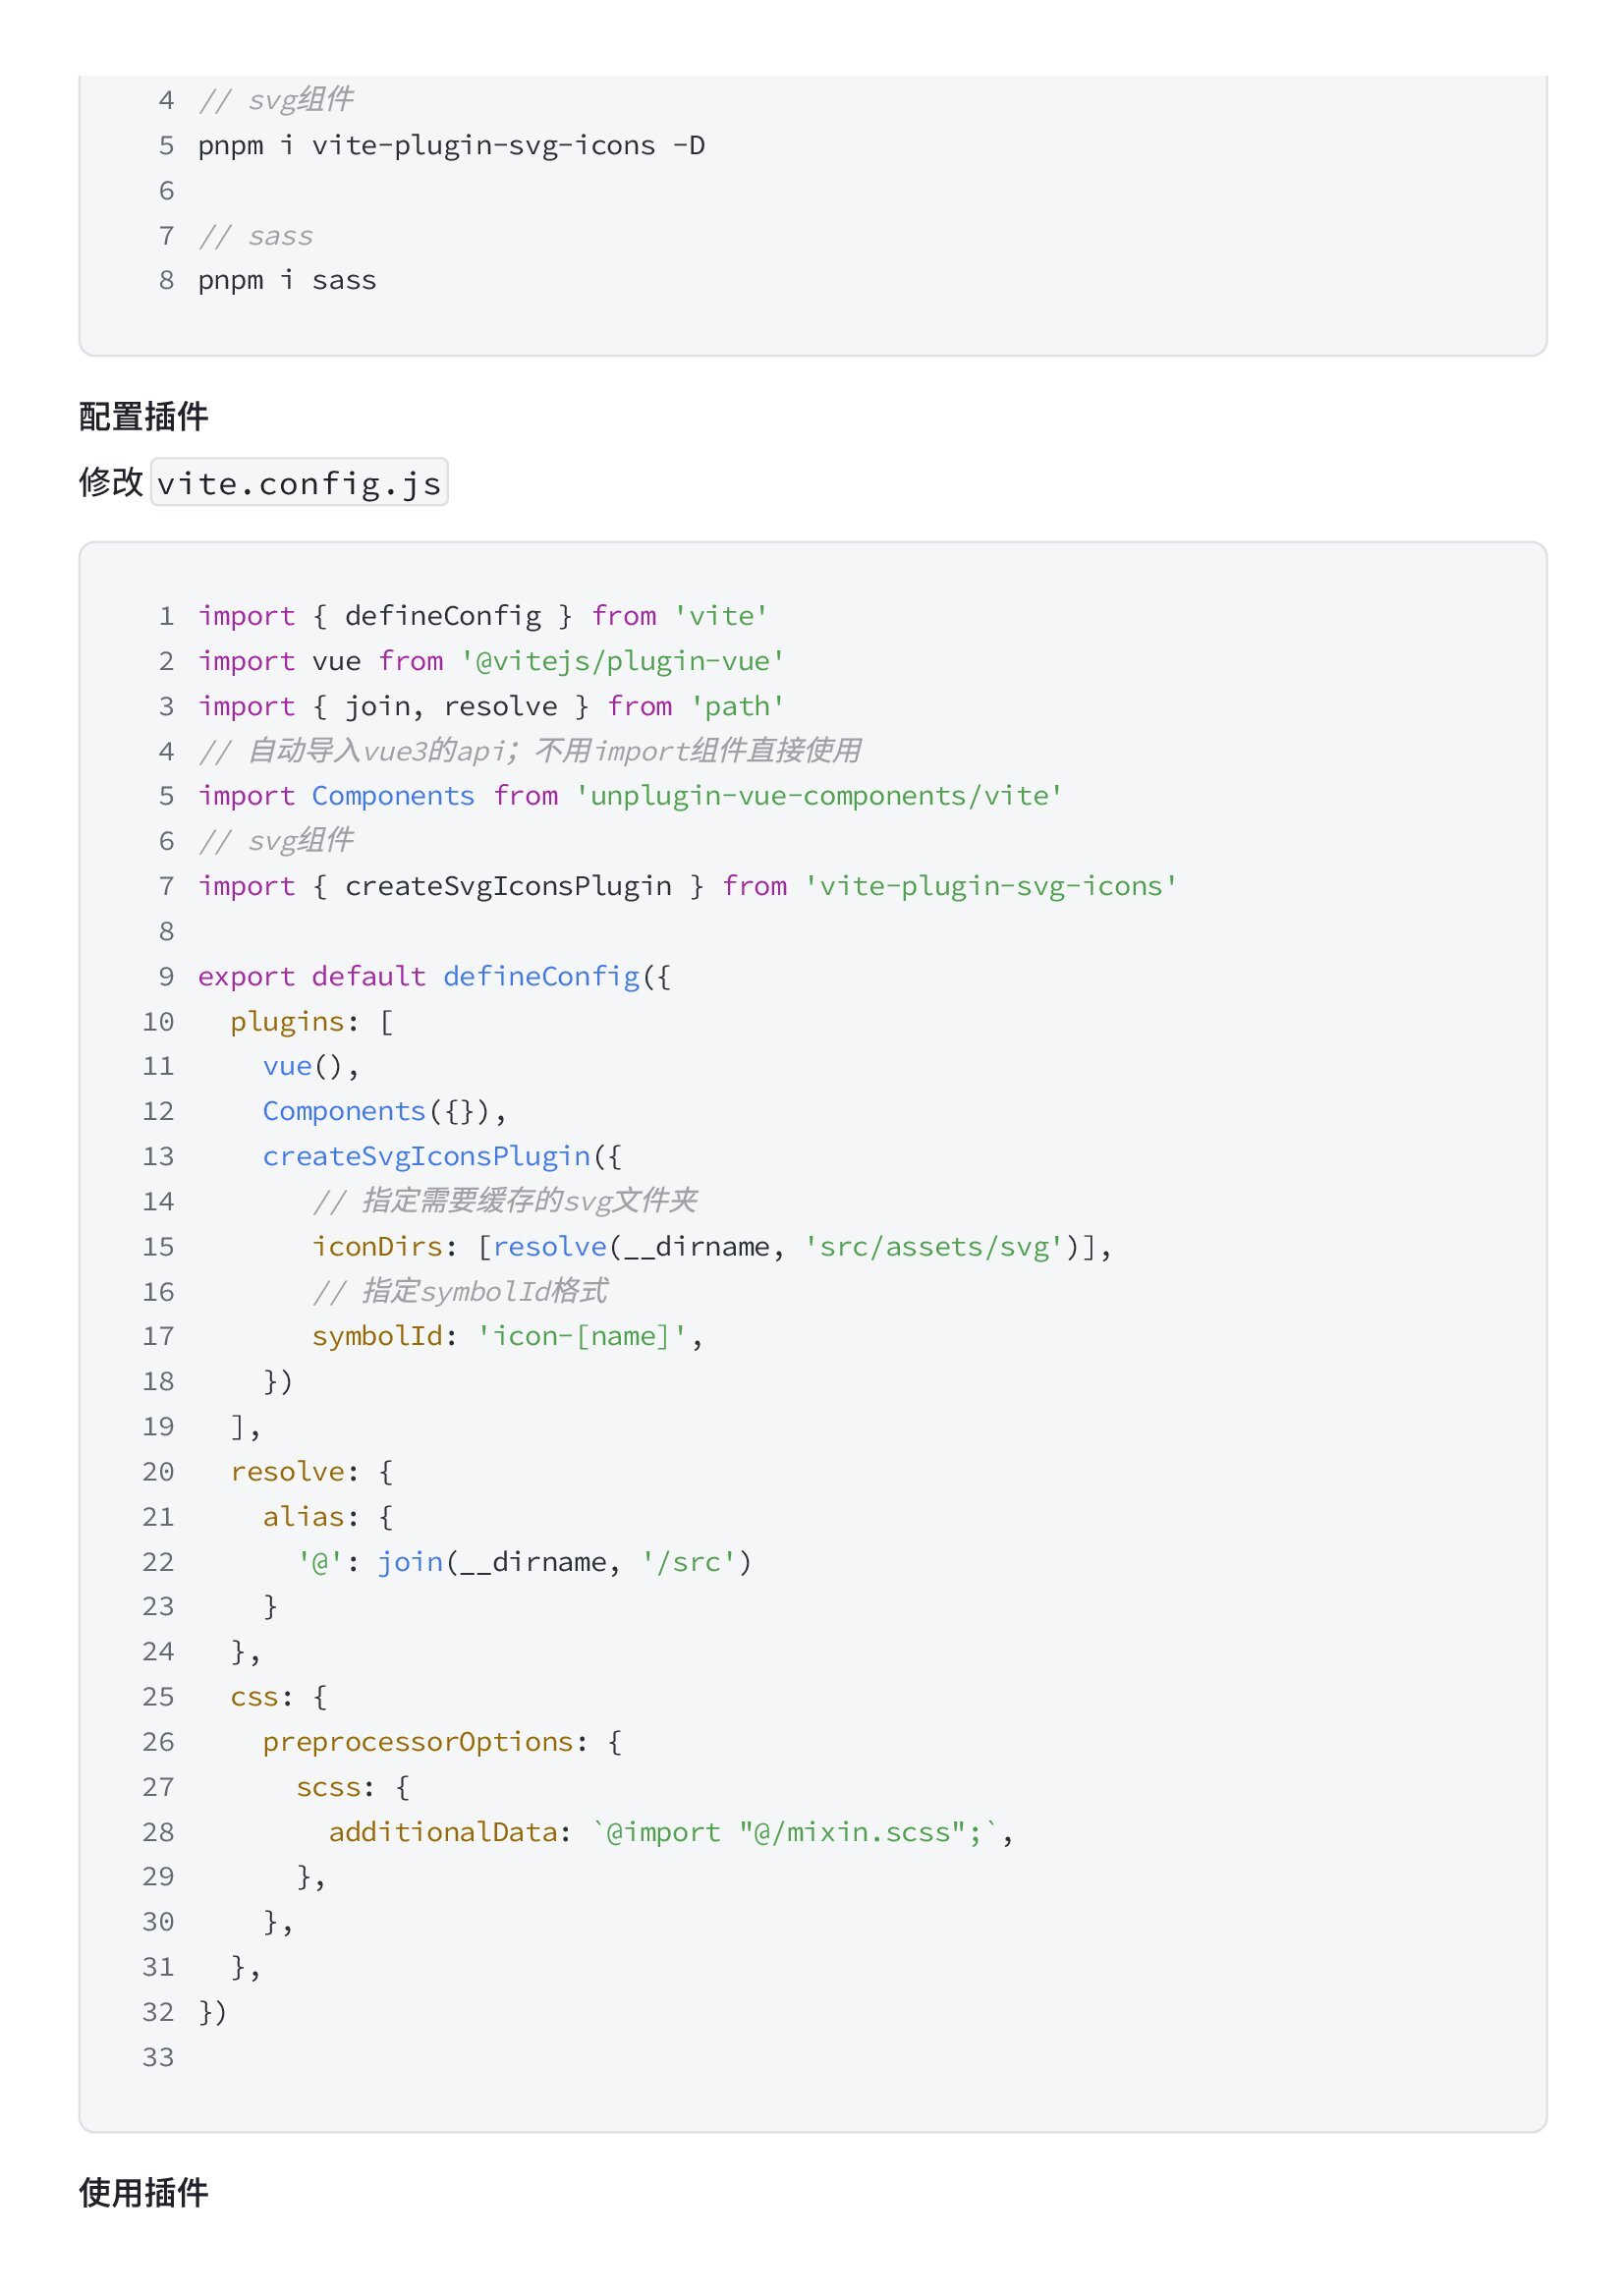 4 // svg组件
5 pnpm i vite-plugin-svg-icons -D
6
7 // sass
8 pnpm i sass
配置插件
修改 vite.config.js
1 import { defineConfig } from 'vite'
2 import vue from '@vitejs/plugin-vue'
3 import { join, resolve } from 'path'
4 // 自动导入vue3的api；不用import组件直接使用
5 import Components from 'unplugin-vue-components/vite'
6 // svg组件
7 import { createSvgIconsPlugin } from 'vite-plugin-svg-icons'
8
9 export default defineConfig({
10   plugins: [
11     vue(),
12     Components({}),
13     createSvgIconsPlugin({
14        // 指定需要缓存的svg文件夹
15        iconDirs: [resolve(__dirname, 'src/assets/svg')],
16        // 指定symbolId格式
17        symbolId: 'icon-[name]',
18     })
19   ],
20   resolve: {
21     alias: {
22       '@': join(__dirname, '/src')
23     }
24   },
25   css: {
26     preprocessorOptions: {
27       scss: {
28         additionalData: `@import "@/mixin.scss";`,
29       },
30     },
31   },
32 })
33
使用插件